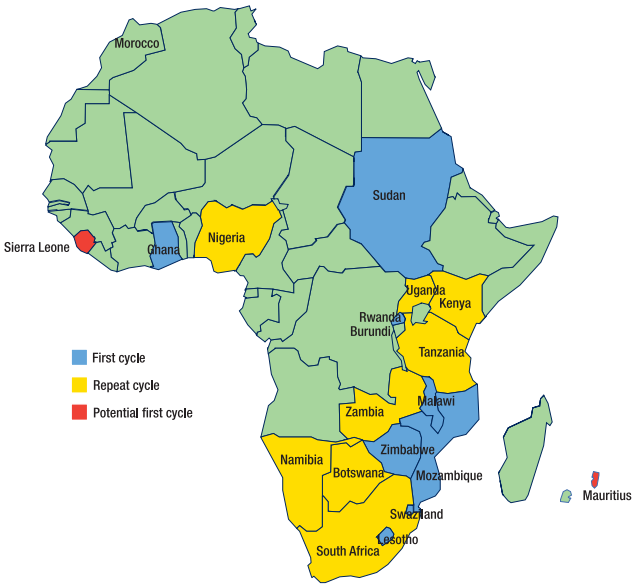 Morocco
Sudan
Nigeria
Ghana
Sierra Leone
Uganda
Kenya
Rwanda
Burundi
Tanzania
First cycle
Repeat cycle
Potential first cycle
Malawi
Zambia
Zimbabwe
Namibia
Botswana
Mozambique
Mauritius
Swaziland
Lesotho
South Africa